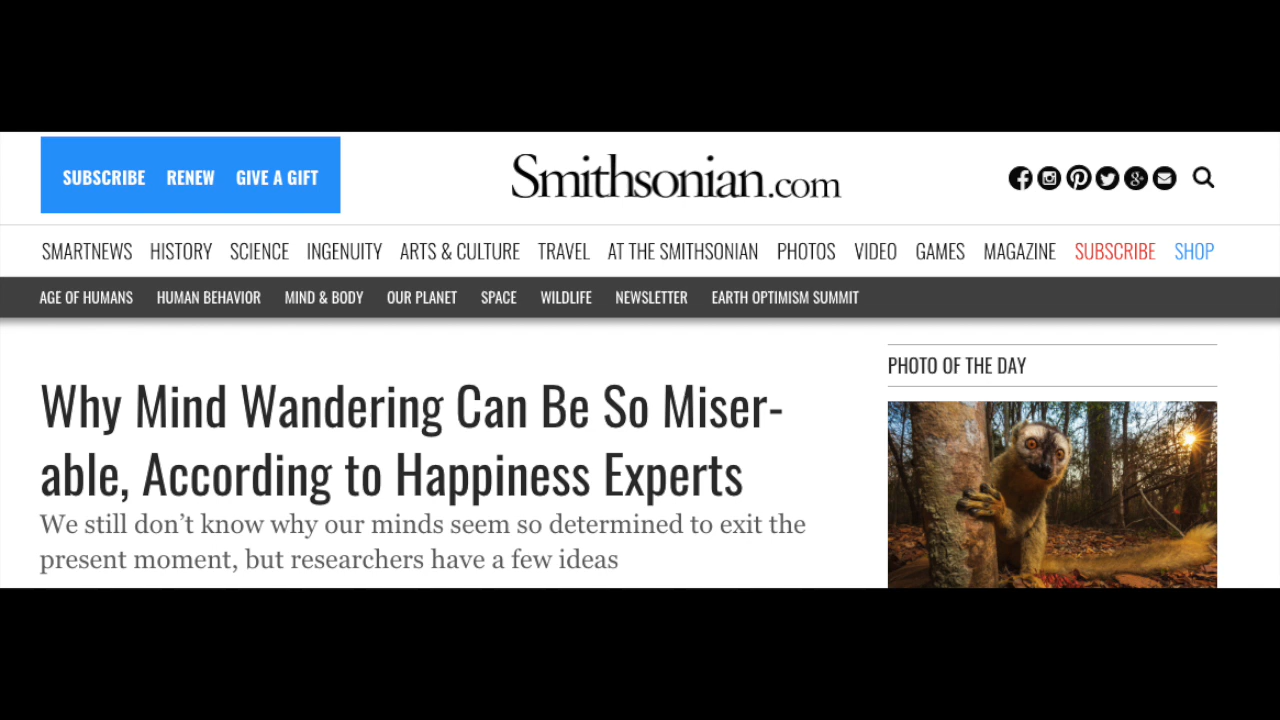 SUBSCRIBE RENEW GIVE A GIFT
Smithsonian.com
SMARTNEWS HISTORY SCIENCE INGENUITY ARTS & CULTURE TRAVEL AT THE SMITHSONIAN PHOTOS VIDEO GAMES MAGAZINE SUBSCRIBE SHOP
AGE OF HUMANS HUMAN BEHAVIOR MIND & BODY OUR PLANET SPACE WILDLIFE NEWSLETTER EARTH OPTIMISM SUMMIT
Why Mind Wandering Can Be So Miser-
able, According to Happiness Experts
We still don’t know why our minds seem so determined to exit the
present moment, but researchers have a few ideas
PHOTO OF THE DAY